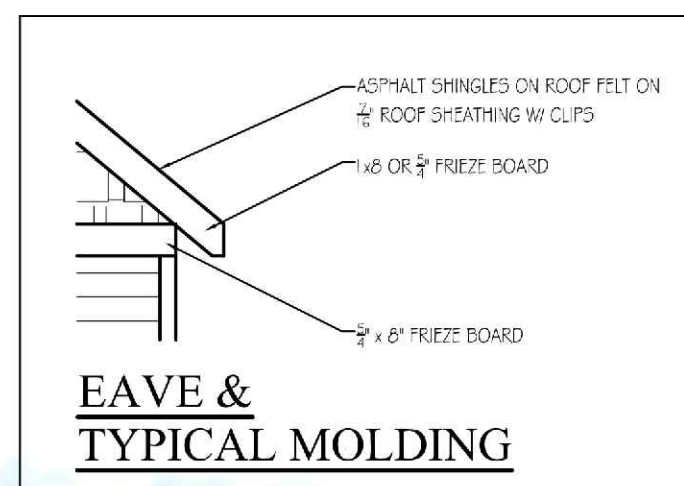 ASPHALT SHINGLES ON ROOF FELT ON
7/16" ROOF SHEATHING W/ CLIPS
1x8 OR 5/4" FRIEZE BOARD
5/4" x 8" FRIEZE BOARD
EAVE &
TYPICAL MOLDING